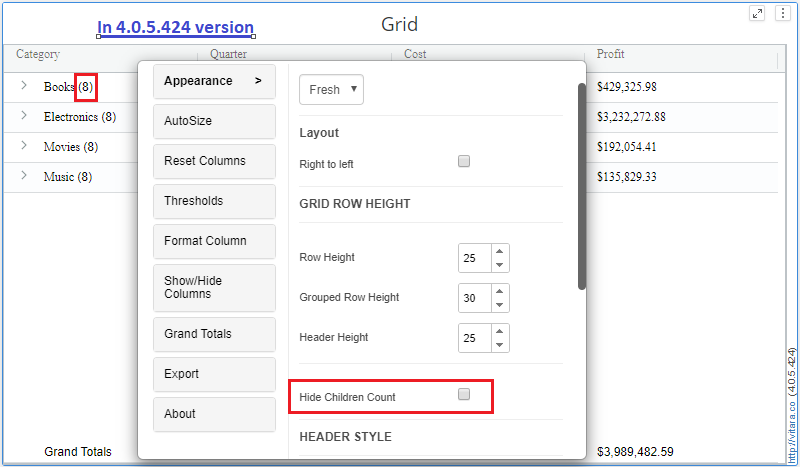 In 4.0.5.424 version
Grid
Category Quarter Cost Profit
Books (8) $429,325.98
Electronics (8) $3,232,272.88
Movies (8) $192,054.41
Music (8) $135,829.33
Grand Totals $3,989,482.59
Appearance >
AutoSize
Reset Columns
Thresholds
Format Column
Show/Hide
Columns
Grand Totals
Export
About
Fresh
Layout
Right to left
GRID ROW HEIGHT
Row Height 25
Grouped Row Height 30
Header Height 25
Hide Children Count
HEADER STYLE
http://vitara.co (4.0.5.424)